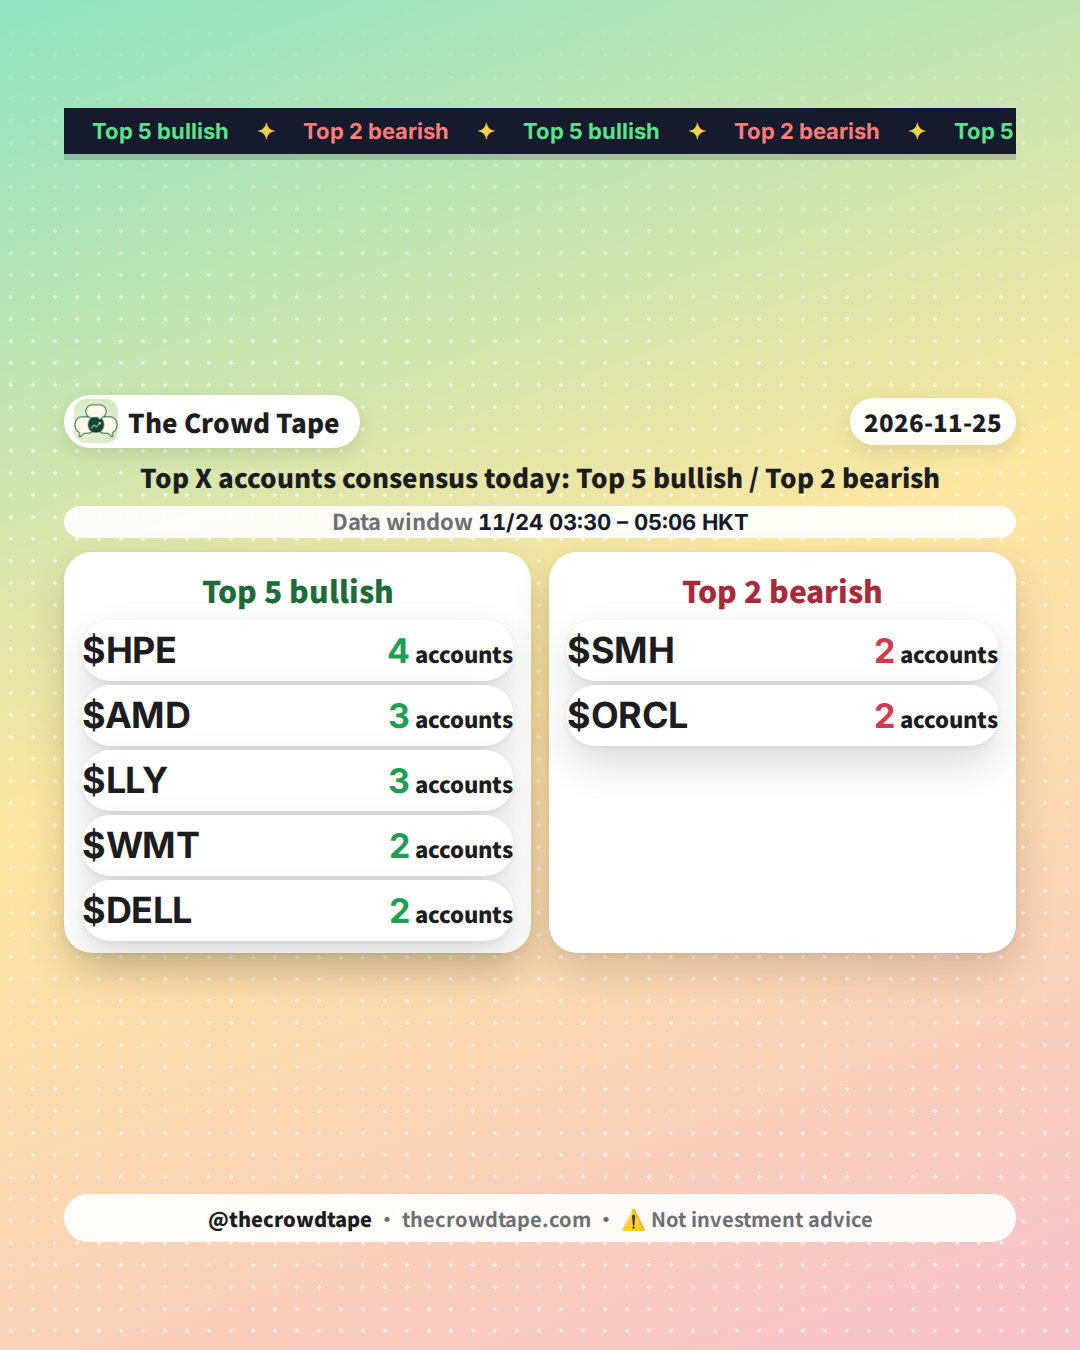 Top 5 bullish ✦ Top 2 bearish ✦ Top 5 bullish ✦ Top 2 bearish ✦ Top 5
The Crowd Tape
2026-11-25
Top X accounts consensus today: Top 5 bullish / Top 2 bearish
Data window 11/24 03:30 – 05:06 HKT
Top 5 bullish
$HPE 4 accounts
$AMD 3 accounts
$LLY 3 accounts
$WMT 2 accounts
$DELL 2 accounts
Top 2 bearish
$SMH 2 accounts
$ORCL 2 accounts
@thecrowdtape • thecrowdtape.com • ⚠️ Not investment advice